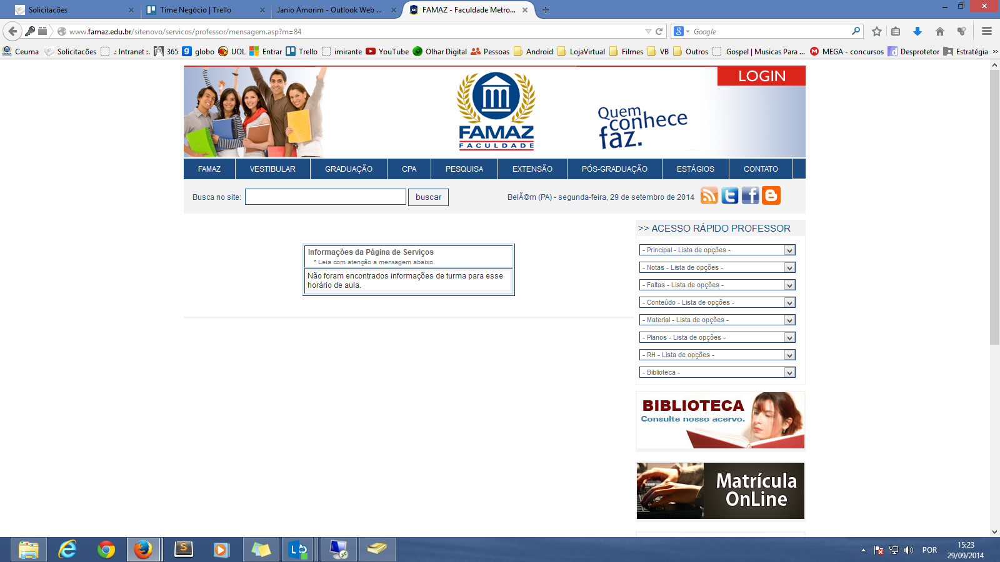 Solicitacões
Time Negócio | Trello
Janio Amorim - Outlook Web ...
FAMAZ - Faculdade Metro...
www.famaz.edu.br/sitenovo/servicos/professor/mensagem.asp?m=84
Google
Ceuma
Solicitacões
.: Intranet :.
365
globo
UOL
Entrar
Trello
imirante
YouTube
Olhar Digital
Pessoas
Android
LojaVirtual
Filmes
VB
Outros
Gospel | Musicas Para ...
MEGA - concursos
Desprotetor
Estratégia
LOGIN
FAMAZ
FACULDADE
Quem
conhece
faz.
FAMAZ
VESTIBULAR
GRADUAÇÃO
CPA
PESQUISA
EXTENSÃO
PÓS-GRADUAÇÃO
ESTÁGIOS
CONTATO
Busca no site:
buscar
BelÃ©m (PA) - segunda-feira, 29 de setembro de 2014
Informações da Página de Serviços
* Leia com atenção a mensagem abaixo.
Não foram encontrados informações de turma para esse
horário de aula.
>> ACESSO RÁPIDO PROFESSOR
- Principal - Lista de opções -
- Notas - Lista de opções -
- Faltas - Lista de opções -
- Conteúdo - Lista de opções -
- Material - Lista de opções -
- Planos - Lista de opções -
- RH - Lista de opções -
- Biblioteca -
BIBLIOTECA
Consulte nosso acervo.
Matrícula
OnLine
POR
15:23
29/09/2014